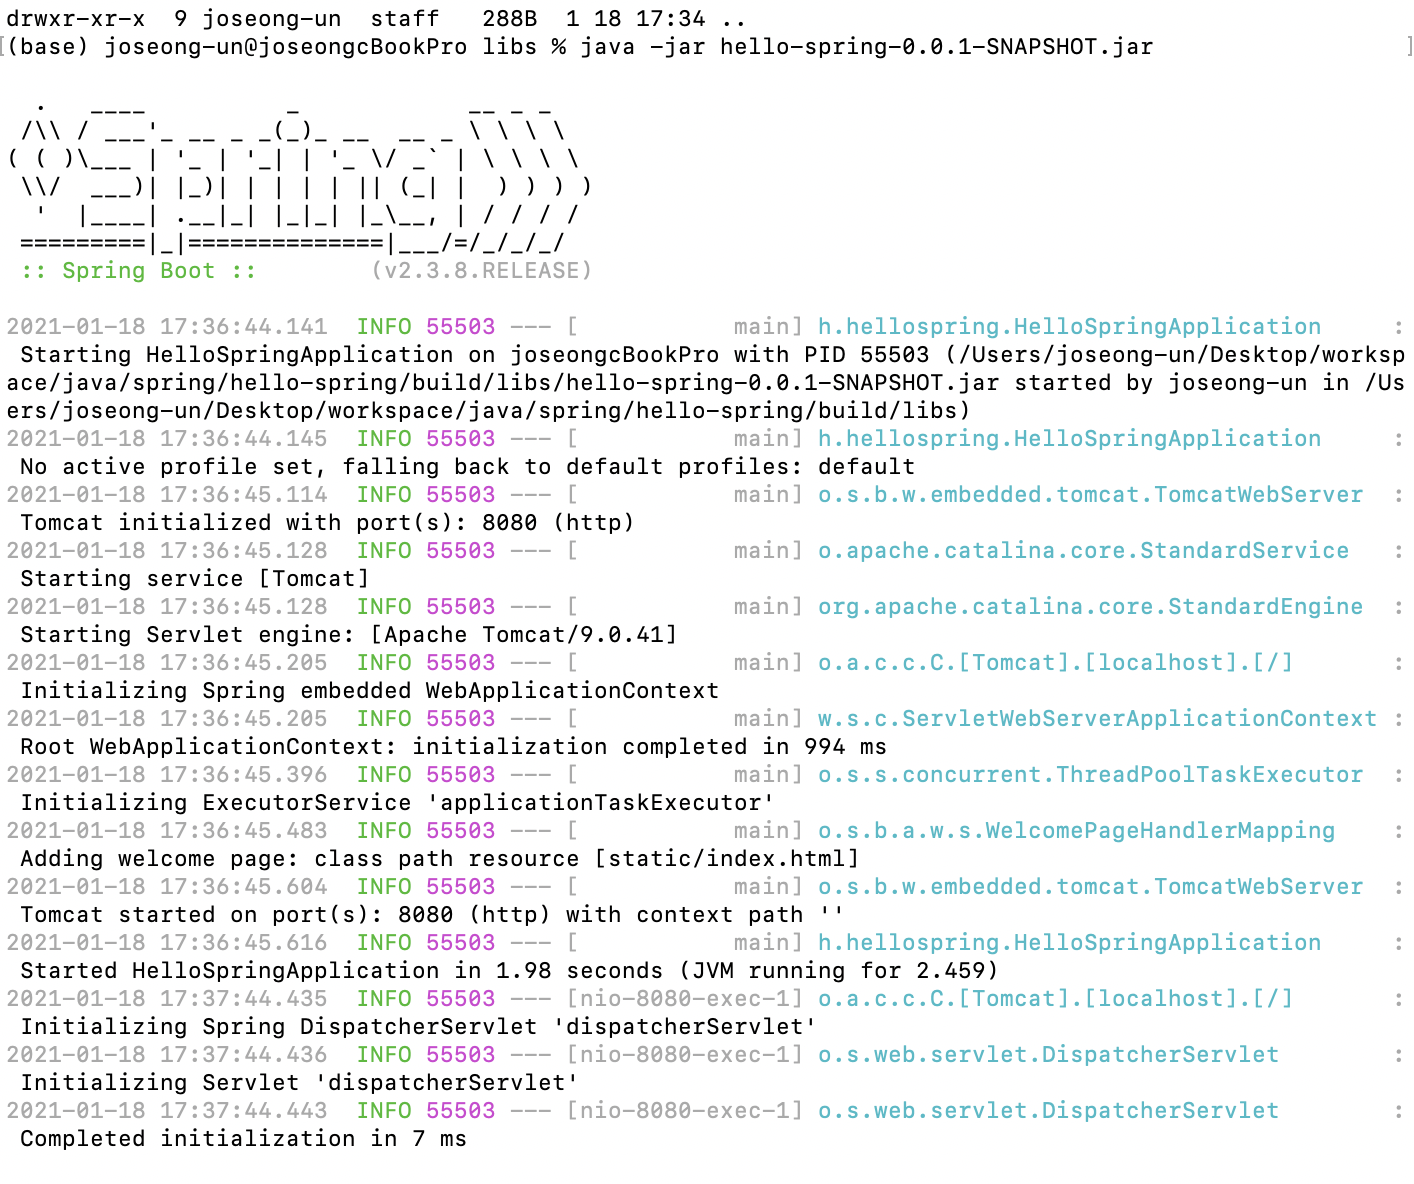 drwxr-xr-x  9 joseong-un  staff   288B  1 18 17:34 ..
[(base) joseong-un@joseongcBookPro libs % java -jar hello-spring-0.0.1-SNAPSHOT.jar                  ]

  .   ____          _            __ _ _
 /\\ / ___'_ __ _ _(_)_ __  __ _ \ \ \ \
( ( )\___ | '_ | '_| | '_ \/ _` | \ \ \ \
 \\/  ___)| |_)| | | | | || (_| |  ) ) ) )
  '  |____| .__|_| |_|_| |_\__, | / / / /
 =========|_|==============|___/=/_/_/_/
 :: Spring Boot ::        (v2.3.8.RELEASE)

2021-01-18 17:36:44.141  INFO 55503 --- [           main] h.hellospring.HelloSpringApplication     :
 Starting HelloSpringApplication on joseongcBookPro with PID 55503 (/Users/joseong-un/Desktop/worksp
ace/java/spring/hello-spring/build/libs/hello-spring-0.0.1-SNAPSHOT.jar started by joseong-un in /Us
ers/joseong-un/Desktop/workspace/java/spring/hello-spring/build/libs)
2021-01-18 17:36:44.145  INFO 55503 --- [           main] h.hellospring.HelloSpringApplication     :
 No active profile set, falling back to default profiles: default
2021-01-18 17:36:45.114  INFO 55503 --- [           main] o.s.b.w.embedded.tomcat.TomcatWebServer  :
 Tomcat initialized with port(s): 8080 (http)
2021-01-18 17:36:45.128  INFO 55503 --- [           main] o.apache.catalina.core.StandardService   :
 Starting service [Tomcat]
2021-01-18 17:36:45.128  INFO 55503 --- [           main] org.apache.catalina.core.StandardEngine  :
 Starting Servlet engine: [Apache Tomcat/9.0.41]
2021-01-18 17:36:45.205  INFO 55503 --- [           main] o.a.c.c.C.[Tomcat].[localhost].[/]       :
 Initializing Spring embedded WebApplicationContext
2021-01-18 17:36:45.205  INFO 55503 --- [           main] w.s.c.ServletWebServerApplicationContext :
 Root WebApplicationContext: initialization completed in 994 ms
2021-01-18 17:36:45.396  INFO 55503 --- [           main] o.s.s.concurrent.ThreadPoolTaskExecutor  :
 Initializing ExecutorService 'applicationTaskExecutor'
2021-01-18 17:36:45.483  INFO 55503 --- [           main] o.s.b.a.w.s.WelcomePageHandlerMapping    :
 Adding welcome page: class path resource [static/index.html]
2021-01-18 17:36:45.604  INFO 55503 --- [           main] o.s.b.w.embedded.tomcat.TomcatWebServer  :
 Tomcat started on port(s): 8080 (http) with context path ''
2021-01-18 17:36:45.616  INFO 55503 --- [           main] h.hellospring.HelloSpringApplication     :
 Started HelloSpringApplication in 1.98 seconds (JVM running for 2.459)
2021-01-18 17:37:44.435  INFO 55503 --- [nio-8080-exec-1] o.a.c.c.C.[Tomcat].[localhost].[/]       :
 Initializing Spring DispatcherServlet 'dispatcherServlet'
2021-01-18 17:37:44.436  INFO 55503 --- [nio-8080-exec-1] o.s.web.servlet.DispatcherServlet        :
 Initializing Servlet 'dispatcherServlet'
2021-01-18 17:37:44.443  INFO 55503 --- [nio-8080-exec-1] o.s.web.servlet.DispatcherServlet        :
 Completed initialization in 7 ms